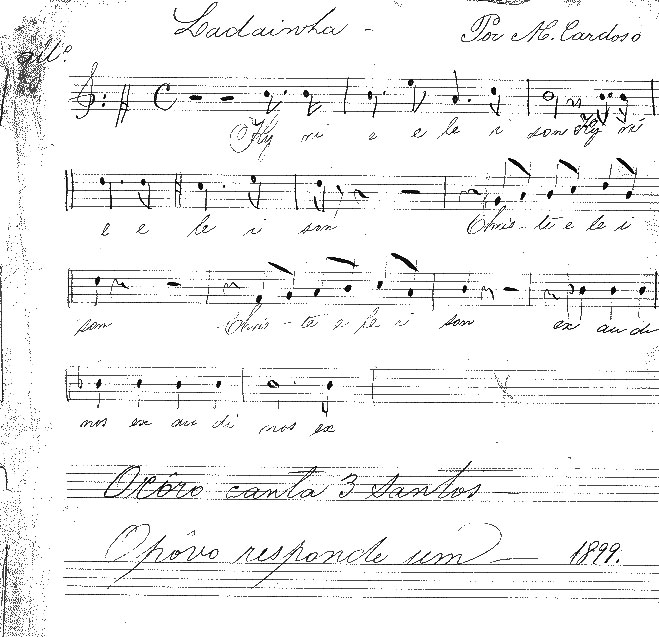 Ladainha - Por M. Cardoso
All.º
Ky ri e e le i son Ky ri
e e le i son Chris - te e le i
son Chris - te e le i son ex au di
nos ex au di nos ex
O côro canta 3 Santos
O pôvo responde um — 1899.